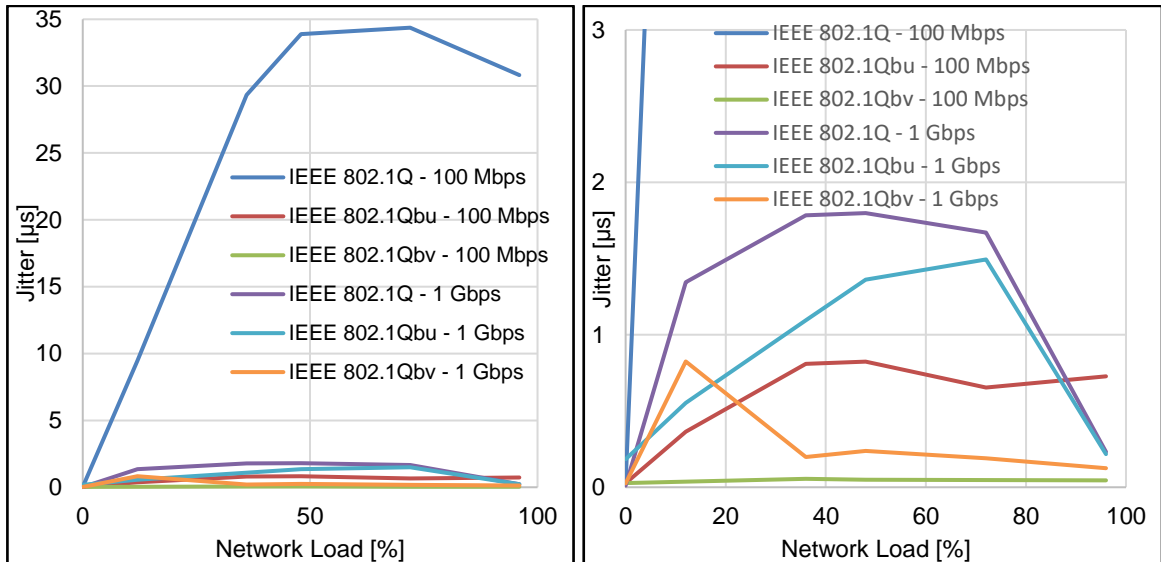 35
30
25
20
15
10
5
0
Jitter [µs]
IEEE 802.1Q - 100 Mbps
IEEE 802.1Qbu - 100 Mbps
IEEE 802.1Qbv - 100 Mbps
IEEE 802.1Q - 1 Gbps
IEEE 802.1Qbu - 1 Gbps
IEEE 802.1Qbv - 1 Gbps
0 50 100
Network Load [%]
3
2
1
0
Jitter [µs]
IEEE 802.1Q - 100 Mbps
IEEE 802.1Qbu - 100 Mbps
IEEE 802.1Qbv - 100 Mbps
IEEE 802.1Q - 1 Gbps
IEEE 802.1Qbu - 1 Gbps
IEEE 802.1Qbv - 1 Gbps
0 20 40 60 80 100
Network Load [%]